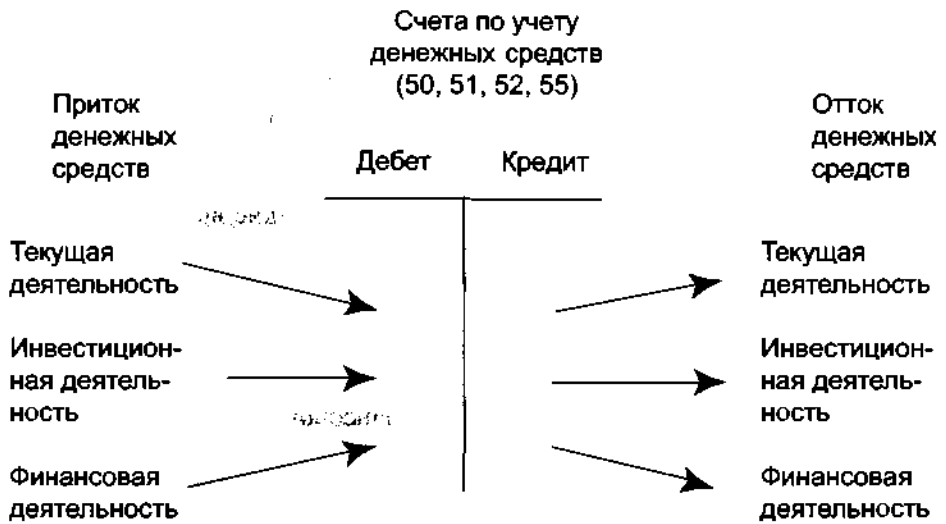 Счета по учету
денежных средств
(50, 51, 52, 55)
Приток
денежных
средств
Отток
денежных
средств
Дебет
Кредит
Текущая
деятельность
Инвестицион-
ная деятель-
ность
Финансовая
деятельность
Текущая
деятельность
Инвестицион-
ная деятель-
ность
Финансовая
деятельность